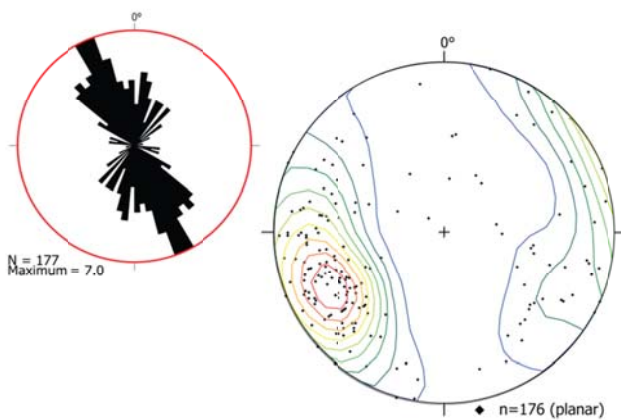 0°
N = 177
Maximum = 7.0
0°
n=176 (planar)